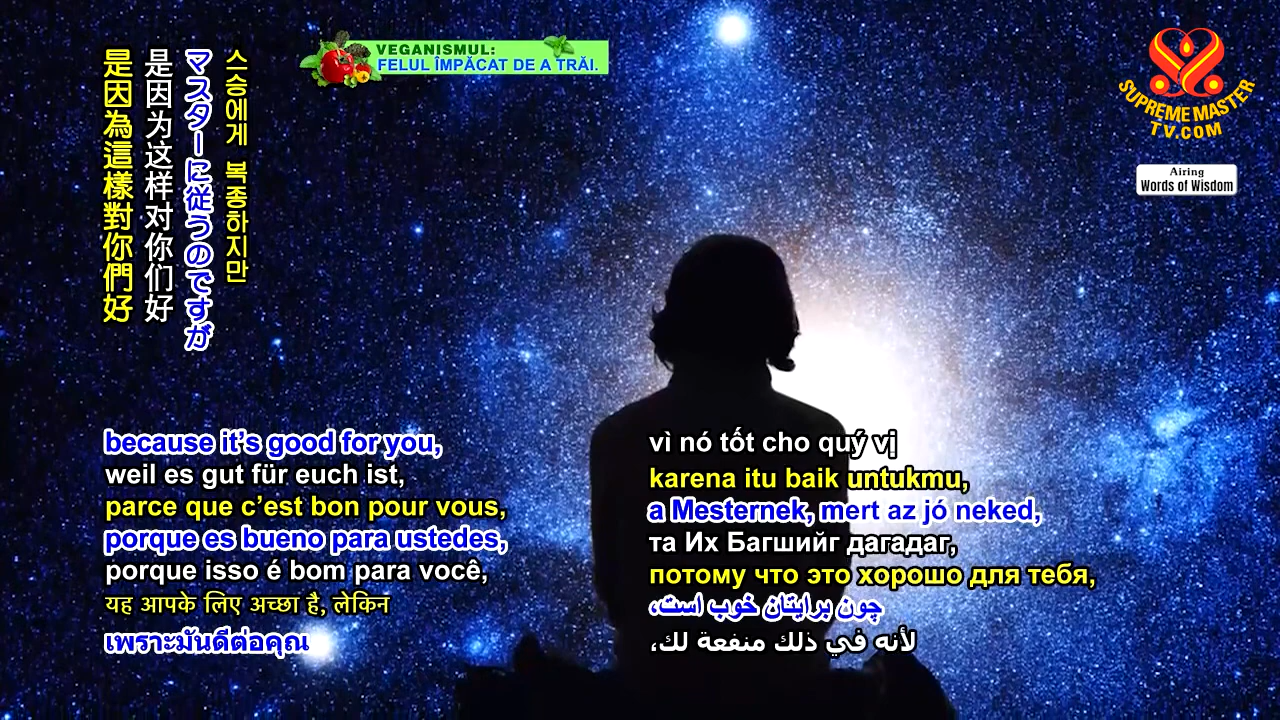 VEGANISMUL:
FELUL ÎMPĂCAT DE A TRĂI.
SUPREME MASTER
TV.COM
Airing
Words of Wisdom
스승에게 복종하지만
マスターに従うのですが
是因为这样对你们好
是因為這樣對你們好
because it's good for you,
weil es gut für euch ist,
parce que c'est bon pour vous,
porque es bueno para ustedes,
porque isso é bom para você,
यह आपके लिए अच्छा है, लेकिन
เพราะมันดีต่อคุณ
vì nó tốt cho quý vị
karena itu baik untukmu,
a Mesternek, mert az jó neked,
та Их Багшийг дагадаг,
потому что это хорошо для тебя,
چون برایتان خوب است،
لأنه في ذلك منفعة لك،